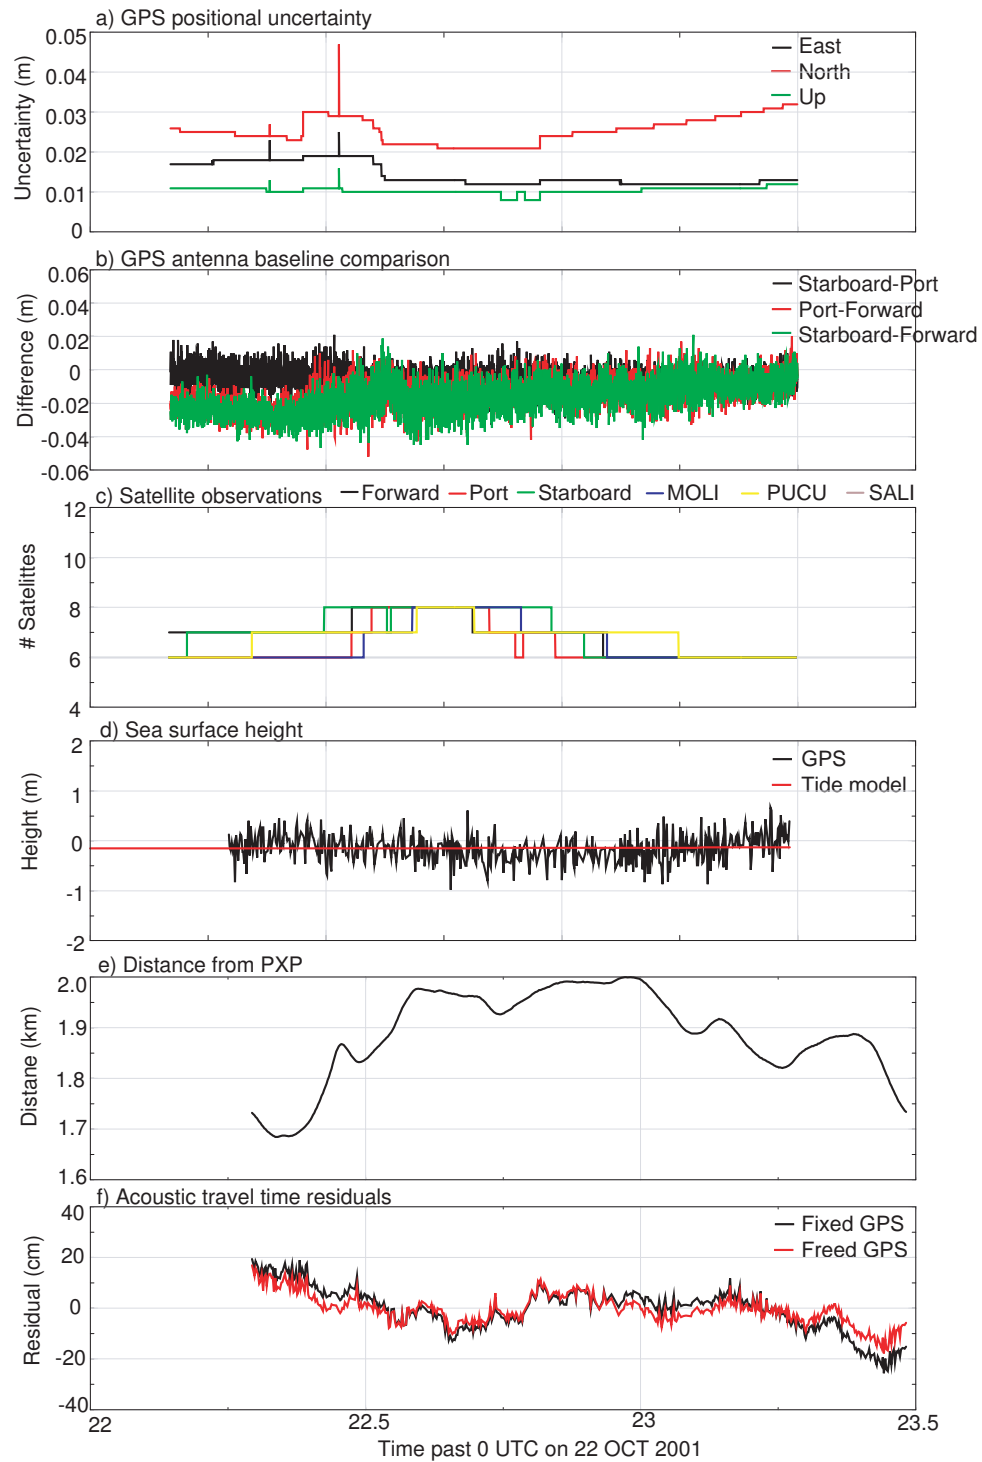 a) GPS positional uncertainty
0.05
0.04
0.03
0.02
0.01
0
Uncertainty (m)
East
North
Up
b) GPS antenna baseline comparison
0.06
0.04
0.02
0
-0.02
-0.04
-0.06
Difference (m)
Starboard-Port
Port-Forward
Starboard-Forward
c) Satellite observations
Forward Port Starboard MOLI PUCU SALI
12
10
8
6
4
# Satelittes
d) Sea surface height
2
1
0
-1
-2
Height (m)
GPS
Tide model
e) Distance from PXP
2.0
1.9
1.8
1.7
1.6
Distane (km)
f) Acoustic travel time residuals
40
20
0
-20
-40
Residual (cm)
Fixed GPS
Freed GPS
22 22.5 23 23.5
Time past 0 UTC on 22 OCT 2001